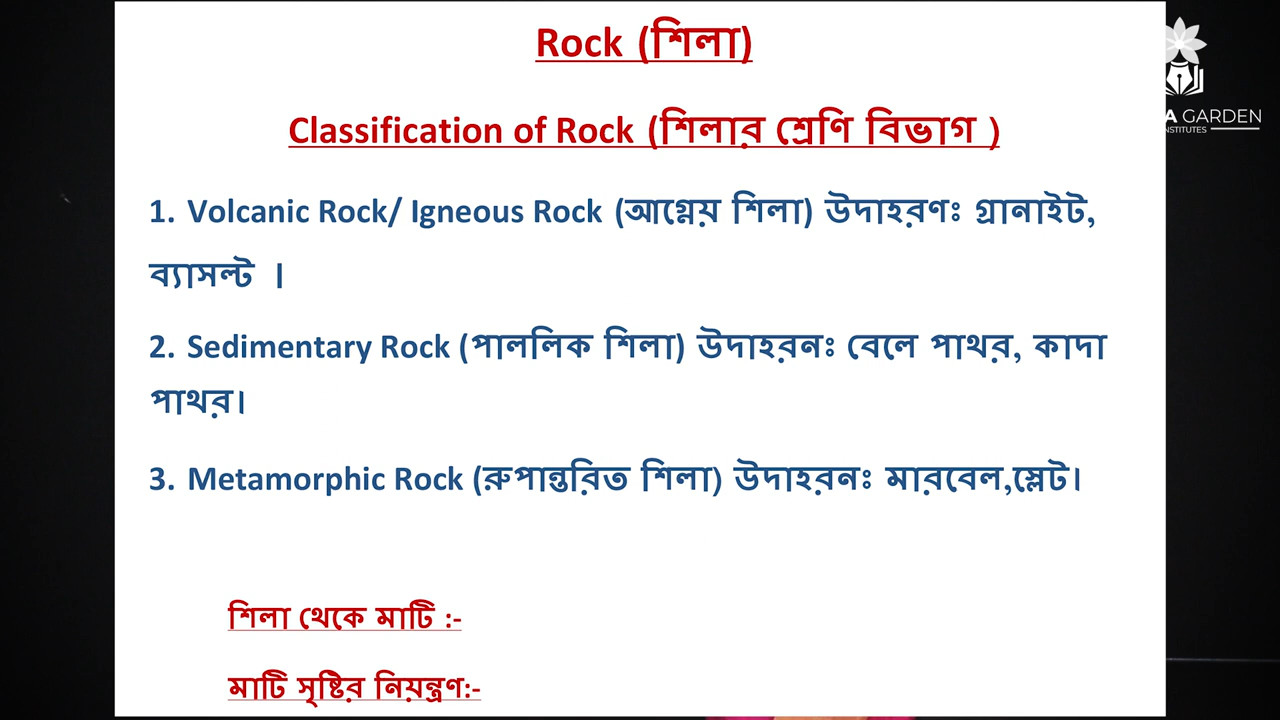 Rock (শিলা)
Classification of Rock (শিলার শ্রেণি বিভাগ )
1. Volcanic Rock/ Igneous Rock (আগ্নেয় শিলা) উদাহরণঃ গ্রানাইট,
ব্যাসল্ট ।
2. Sedimentary Rock (পাললিক শিলা) উদাহরনঃ বেলে পাথর, কাদা
পাথর।
3. Metamorphic Rock (রুপান্তরিত শিলা) উদাহরনঃ মারবেল,স্লেট।
শিলা থেকে মাটি :-
মাটি সৃষ্টির নিয়ন্ত্রণ:-
GARDEN